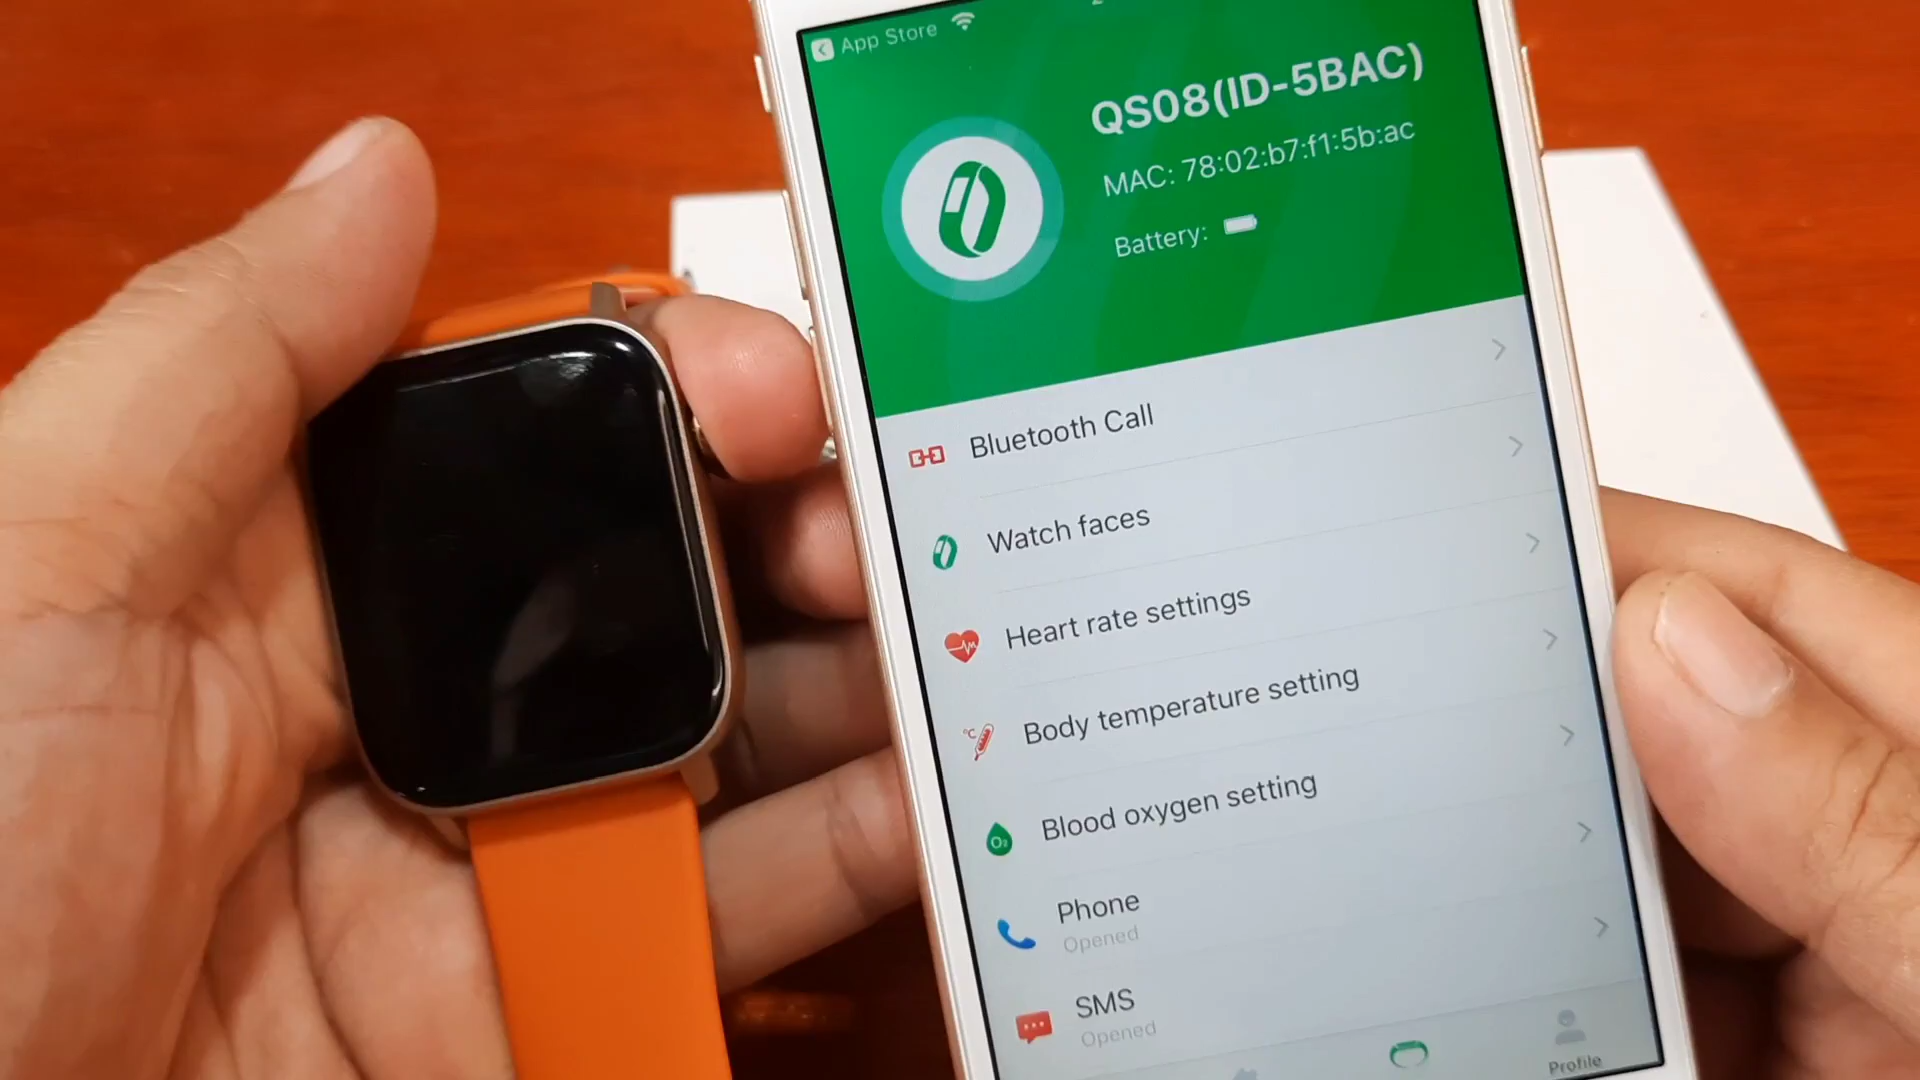 App Store
QS08(ID-5BAC)
MAC: 78:02:b7:f1:5b:ac
Battery:
Bluetooth Call
Watch faces
Heart rate settings
°C
Body temperature setting
O₂
Blood oxygen setting
Phone
Opened
SMS
Opened
Profile